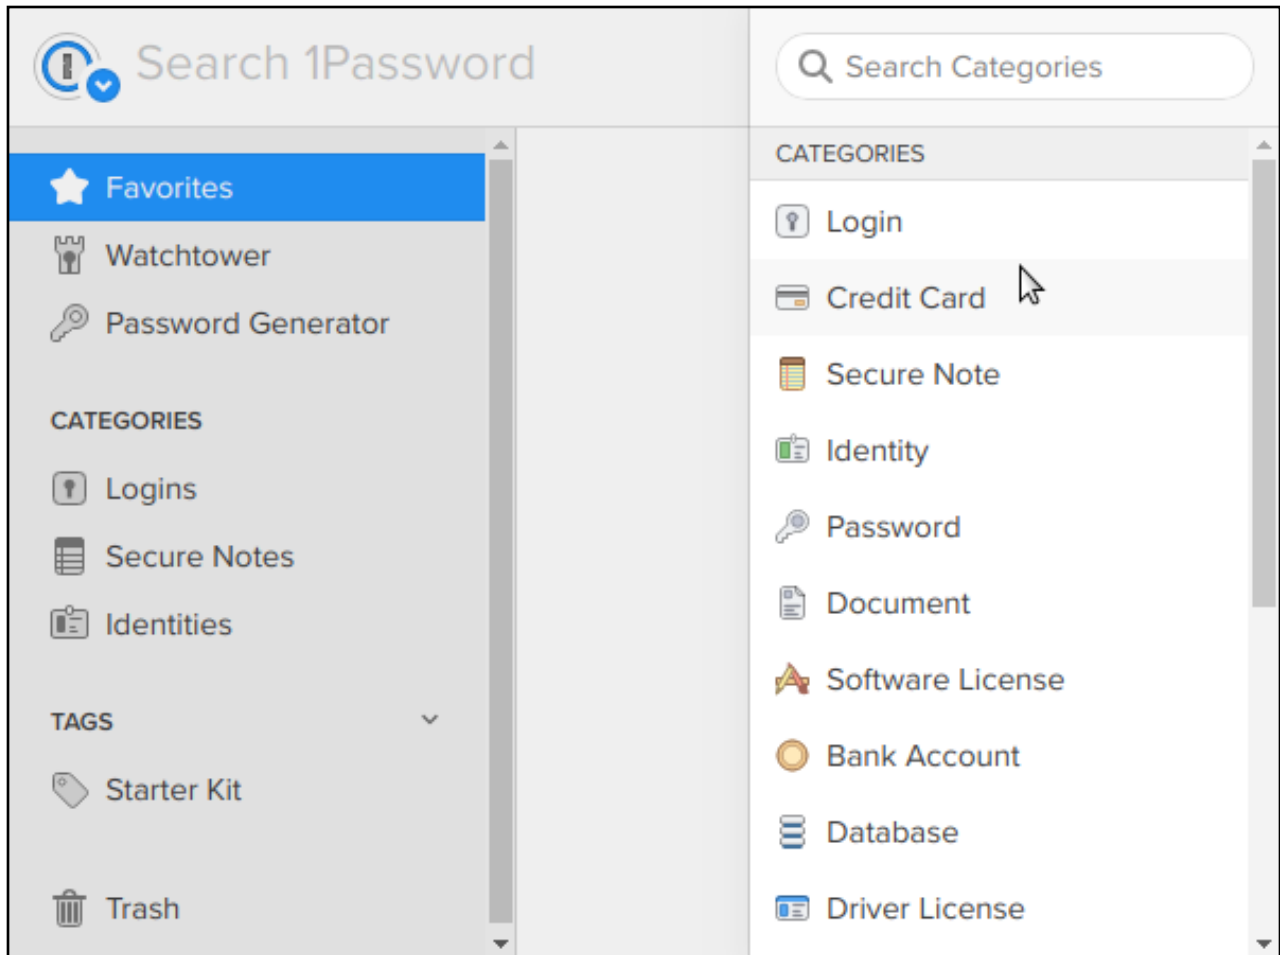 Search 1Password
Favorites
Watchtower
Password Generator
CATEGORIES
Logins
Secure Notes
Identities
TAGS
Starter Kit
Trash
Search Categories
CATEGORIES
Login
Credit Card
Secure Note
Identity
Password
Document
Software License
Bank Account
Database
Driver License